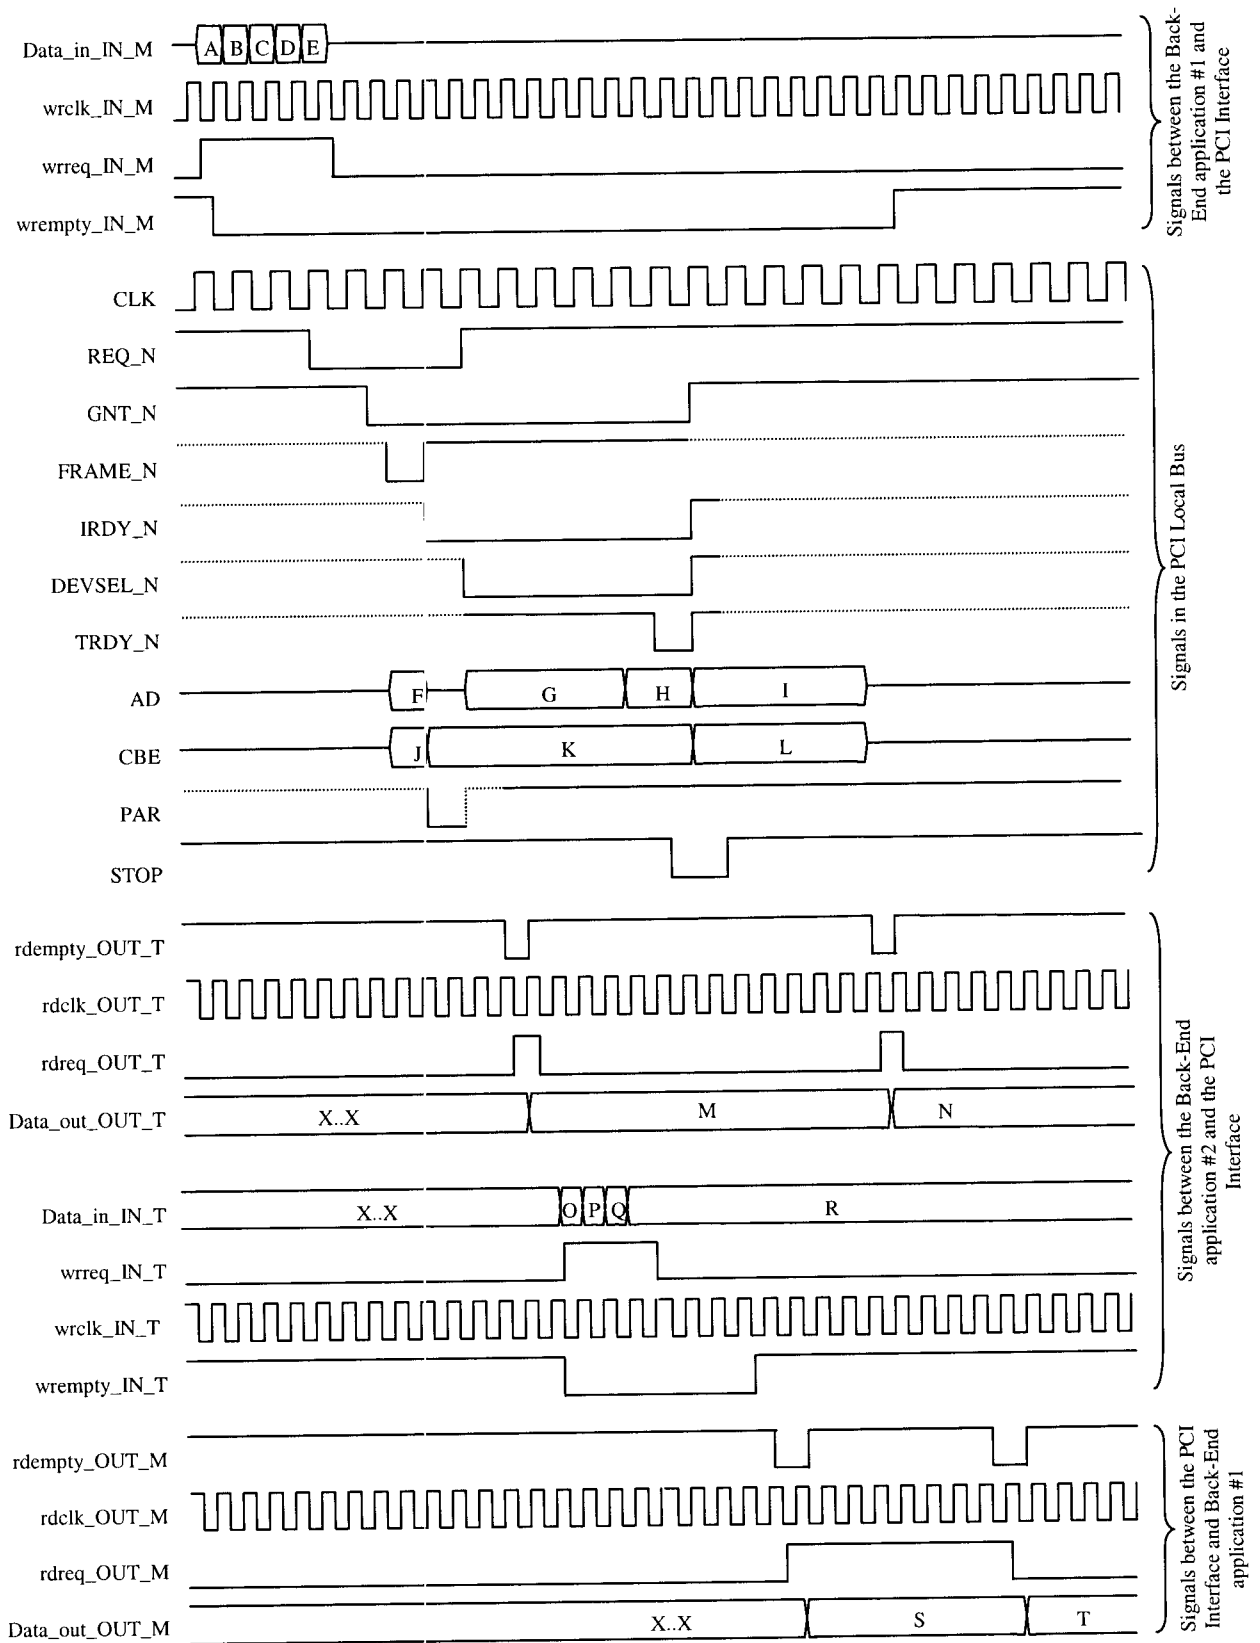 Data_in_IN_M
A B C D E
wrclk_IN_M
wrreq_IN_M
wrempty_IN_M
Signals between the Back-
End application #1 and
the PCI Interface
CLK
REQ_N
GNT_N
FRAME_N
IRDY_N
DEVSEL_N
TRDY_N
AD
F G H I
CBE
J K L
PAR
STOP
Signals in the PCI Local Bus
rdempty_OUT_T
rdclk_OUT_T
rdreq_OUT_T
Data_out_OUT_T
X..X M N
Data_in_IN_T
X..X O P Q R
wrreq_IN_T
wrclk_IN_T
wrempty_IN_T
Signals between the Back-End
application #2 and the PCI
Interface
rdempty_OUT_M
rdclk_OUT_M
rdreq_OUT_M
Data_out_OUT_M
X..X S T
Signals between the PCI
Interface and Back-End
application #1